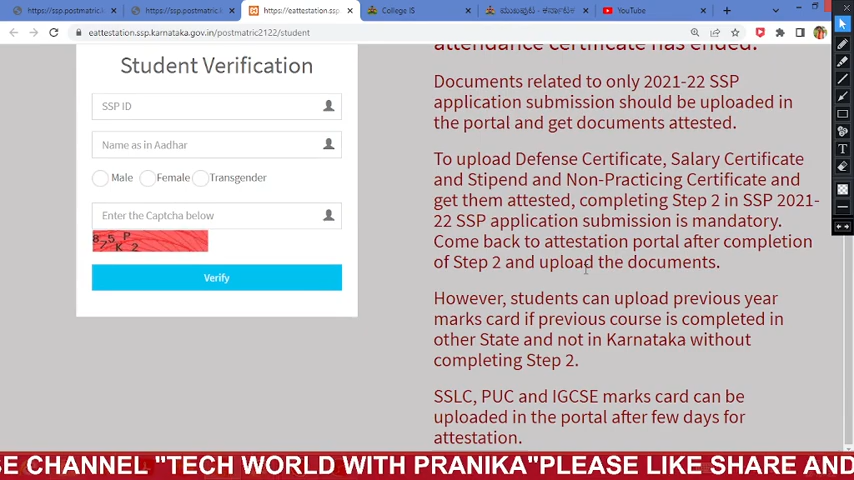 https://ssp.postmatric.k
https://ssp.postmatric.k
https://eattestation.ssp
College IS
ಮುಖಪುಟ - ಕರ್ನಾಟಕ
YouTube
eattestation.ssp.karnataka.gov.in/postmatric2122/student
attendance certificate has ended.
Student Verification
SSP ID
Name as in Aadhar
Male
Female
Transgender
Enter the Captcha below
Verify
Documents related to only 2021-22 SSP
application submission should be uploaded in
the portal and get documents attested.
To upload Defense Certificate, Salary Certificate
and Stipend and Non-Practicing Certificate and
get them attested, completing Step 2 in SSP 2021-
22 SSP application submission is mandatory.
Come back to attestation portal after completion
of Step 2 and upload the documents.
However, students can upload previous year
marks card if previous course is completed in
other State and not in Karnataka without
completing Step 2.
SSLC, PUC and IGCSE marks card can be
uploaded in the portal after few days for
attestation.
SE CHANNEL "TECH WORLD WITH PRANIKA"PLEASE LIKE SHARE AND